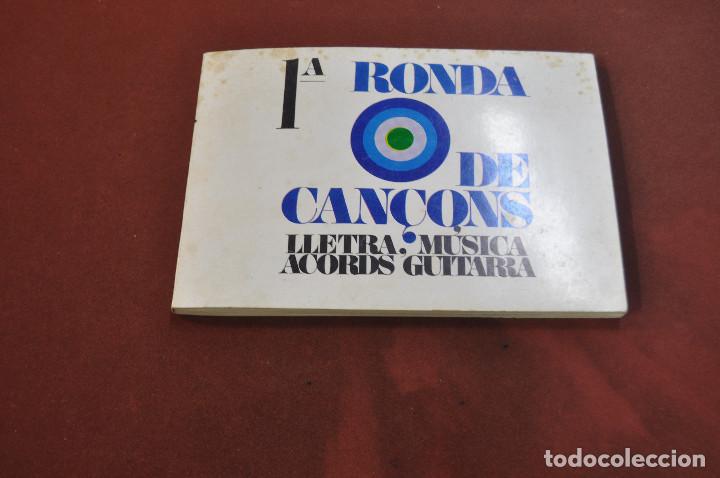 1A RONDA
DE
CANÇONS
LLETRA. MÚSICA
ACORDS GUITARRA
todocoleccion